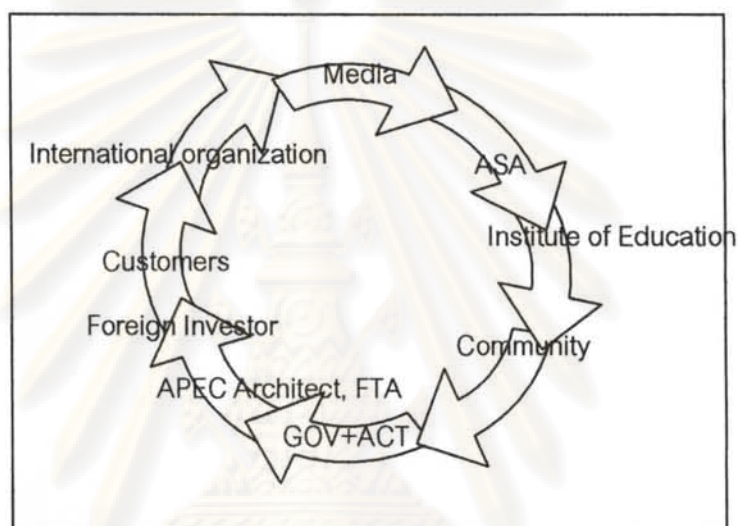 Media
ASA
International organization
Institute of Education
Customers
Foreign Investor
Community
APEC Architect, FTA
GOV+ACT